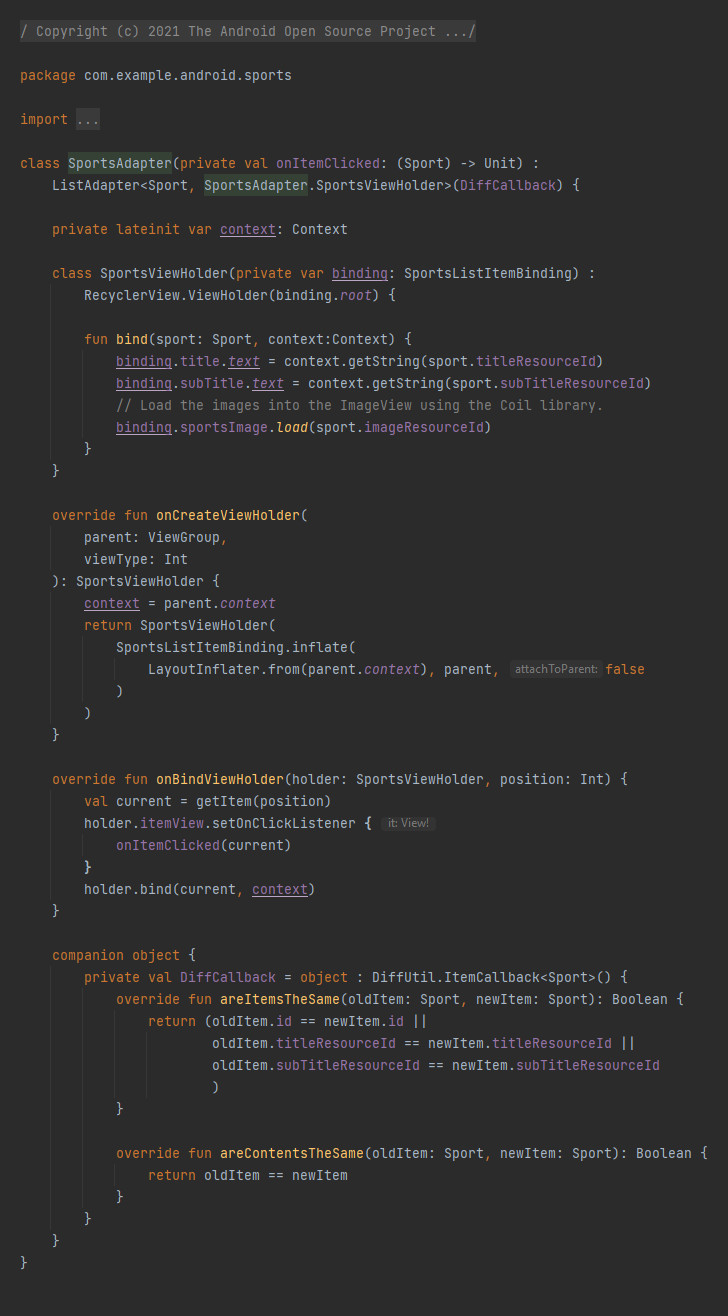 / Copyright (c) 2021 The Android Open Source Project .../
package com.example.android.sports
import ...
class SportsAdapter(private val onItemClicked: (Sport) -> Unit) :
    ListAdapter<Sport, SportsAdapter.SportsViewHolder>(DiffCallback) {
    private lateinit var context: Context
    class SportsViewHolder(private var binding: SportsListItemBinding) :
        RecyclerView.ViewHolder(binding.root) {
        fun bind(sport: Sport, context:Context) {
            binding.title.text = context.getString(sport.titleResourceId)
            binding.subTitle.text = context.getString(sport.subTitleResourceId)
            // Load the images into the ImageView using the Coil library.
            binding.sportsImage.load(sport.imageResourceId)
        }
    }
    override fun onCreateViewHolder(
        parent: ViewGroup,
        viewType: Int
    ): SportsViewHolder {
        context = parent.context
        return SportsViewHolder(
            SportsListItemBinding.inflate(
                LayoutInflater.from(parent.context), parent, attachToParent: false
            )
        )
    }
    override fun onBindViewHolder(holder: SportsViewHolder, position: Int) {
        val current = getItem(position)
        holder.itemView.setOnClickListener { it: View!
            onItemClicked(current)
        }
        holder.bind(current, context)
    }
    companion object {
        private val DiffCallback = object : DiffUtil.ItemCallback<Sport>() {
            override fun areItemsTheSame(oldItem: Sport, newItem: Sport): Boolean {
                return (oldItem.id == newItem.id ||
                        oldItem.titleResourceId == newItem.titleResourceId ||
                        oldItem.subTitleResourceId == newItem.subTitleResourceId
                        )
            }
            override fun areContentsTheSame(oldItem: Sport, newItem: Sport): Boolean {
                return oldItem == newItem
            }
        }
    }
}